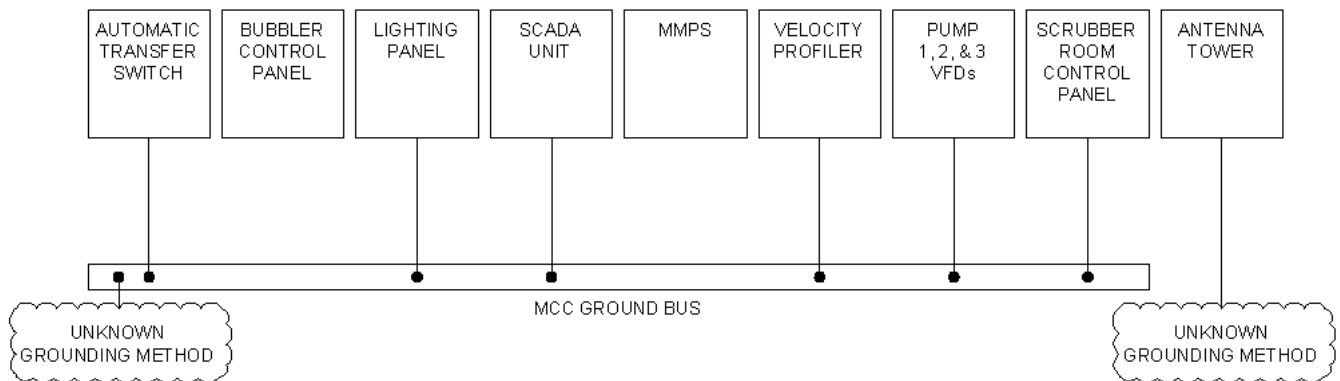 AUTOMATIC
TRANSFER
SWITCH
BUBBLER
CONTROL
PANEL
LIGHTING
PANEL
SCADA
UNIT
MMPS
VELOCITY
PROFILER
PUMP
1, 2, & 3
VFDs
SCRUBBER
ROOM
CONTROL
PANEL
ANTENNA
TOWER
MCC GROUND BUS
UNKNOWN
GROUNDING METHOD
UNKNOWN
GROUNDING METHOD